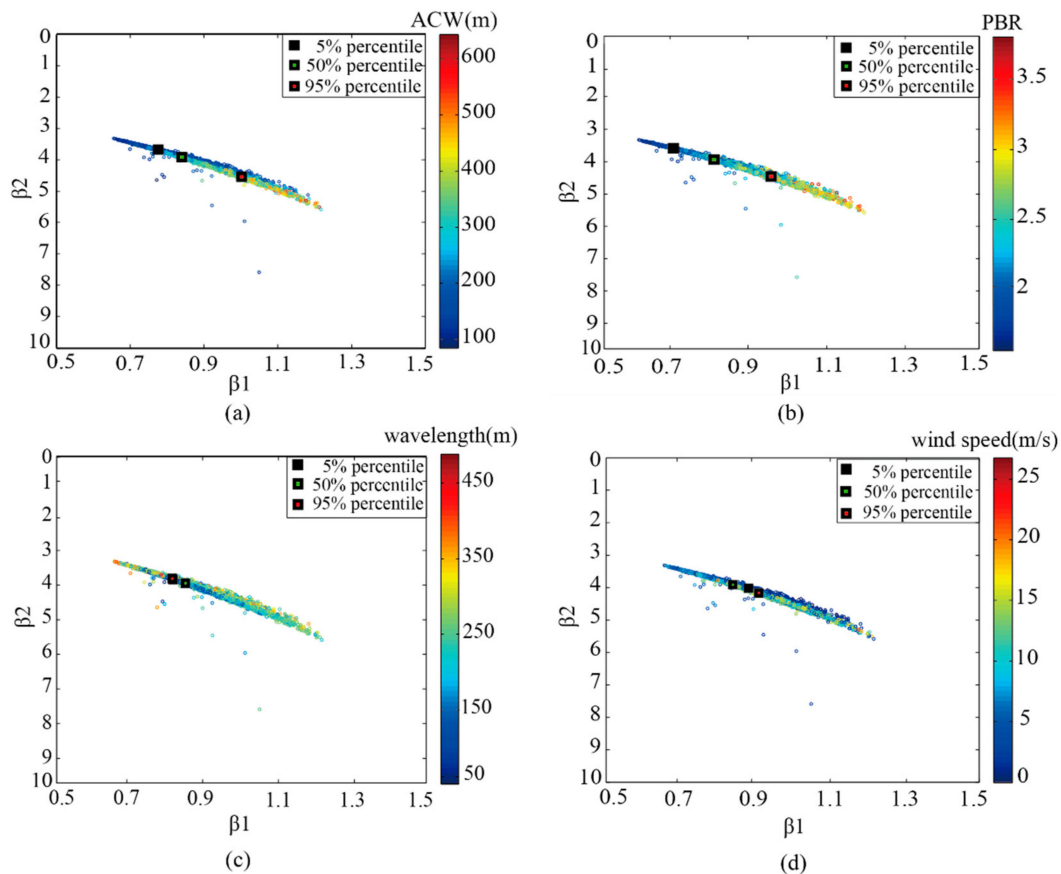 ACW(m)
0
1
2
3
4
5
6
7
8
9
10
β2
5% percentile
50% percentile
95% percentile
600
500
400
300
200
100
0.5 0.7 0.9 1.1 1.3 1.5
β1
(a)
PBR
0
1
2
3
4
5
6
7
8
9
10
β2
5% percentile
50% percentile
95% percentile
3.5
3
2.5
2
0.5 0.7 0.9 1.1 1.3 1.5
β1
(b)
wavelength(m)
0
1
2
3
4
5
6
7
8
9
10
β2
5% percentile
50% percentile
95% percentile
450
350
250
150
50
0.5 0.7 0.9 1.1 1.3 1.5
β1
(c)
wind speed(m/s)
0
1
2
3
4
5
6
7
8
9
10
β2
5% percentile
50% percentile
95% percentile
25
20
15
10
5
0
0.5 0.7 0.9 1.1 1.3 1.5
β1
(d)